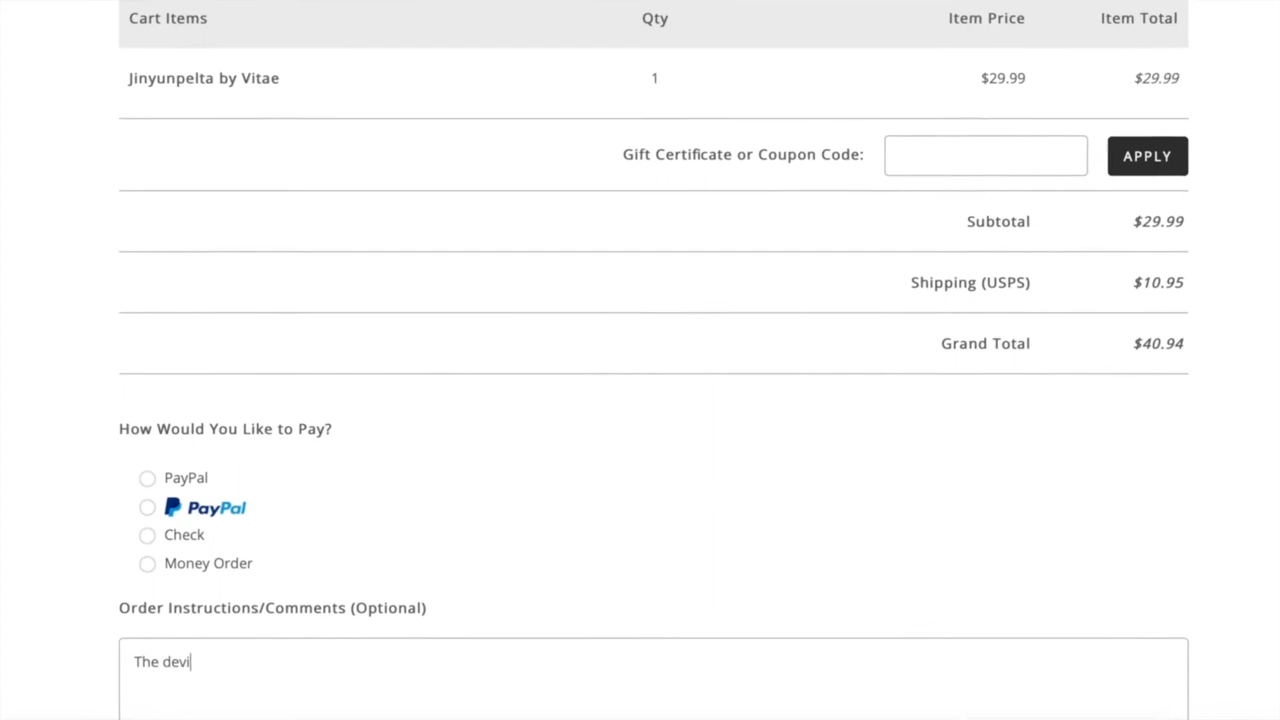 Cart Items Qty Item Price Item Total
Jinyunpelta by Vitae 1 $29.99 $29.99
Gift Certificate or Coupon Code: APPLY
Subtotal $29.99
Shipping (USPS) $10.95
Grand Total $40.94
How Would You Like to Pay?
PayPal
PayPal
Check
Money Order
Order Instructions/Comments (Optional)
The devi